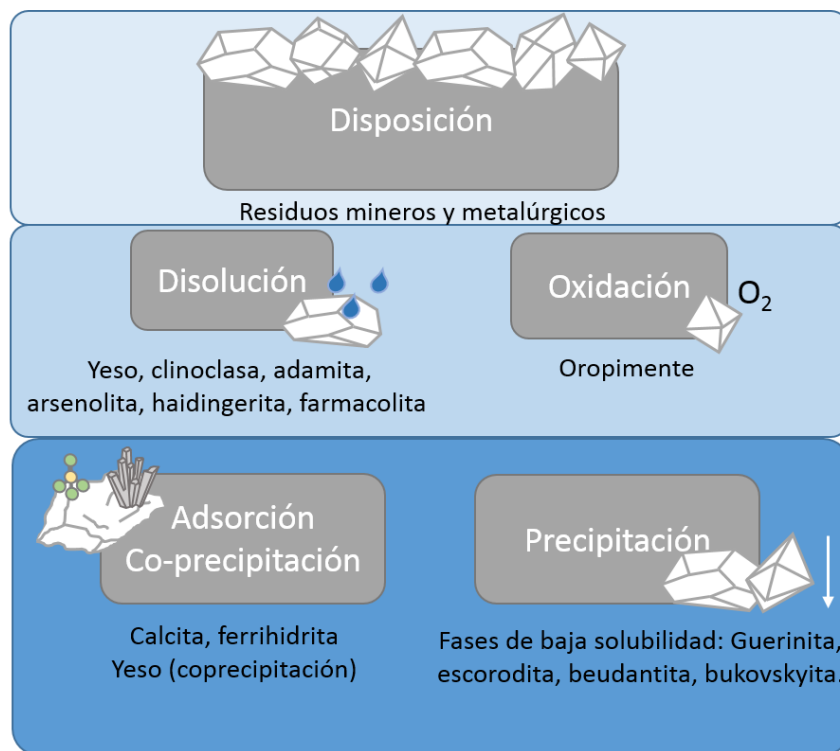 Disposición
Residuos mineros y metalúrgicos
Disolución
Yeso, clinoclasa, adamita,
arsenolita, haidingerita, farmacolita
Oxidación
O₂
Oropimente
Adsorción
Co-precipitación
Calcita, ferrihidrita
Yeso (coprecipitación)
Precipitación
Fases de baja solubilidad: Guerinita,
escorodita, beudantita, bukovskyita.